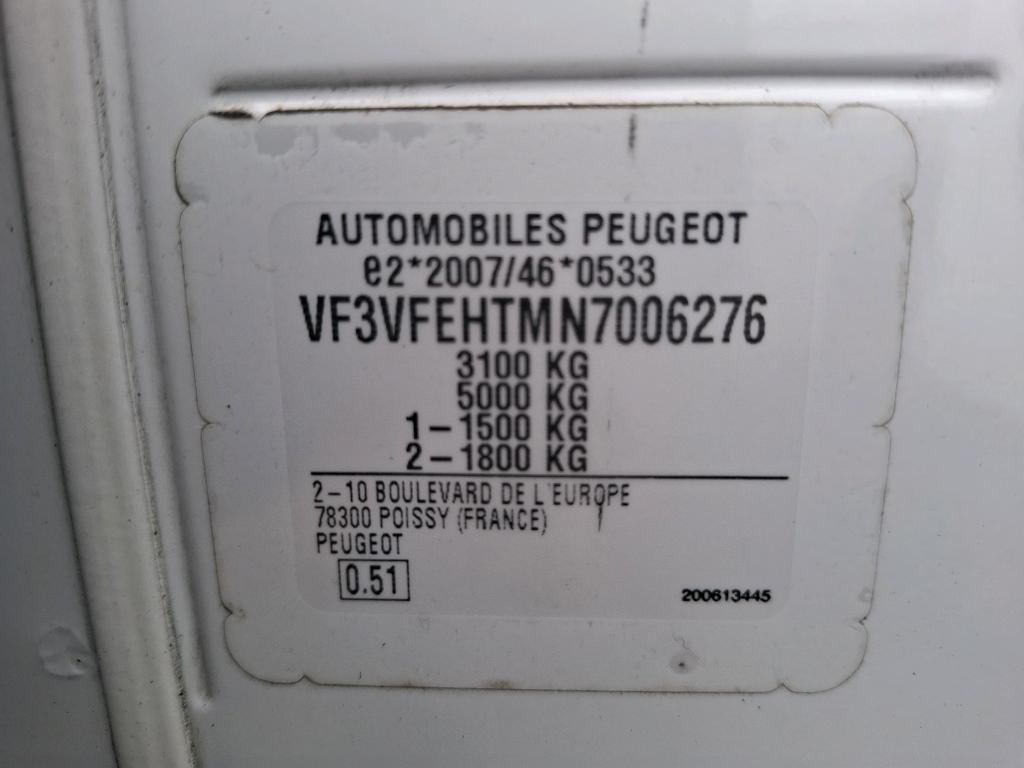 AUTOMOBILES PEUGEOT
e2*2007/46*0533
VF3VFEHTMN7006276
3100 KG
5000 KG
1-1500 KG
2-1800 KG
2-10 BOULEVARD DE L'EUROPE
78300 POISSY (FRANCE)
PEUGEOT
0.51
200613445